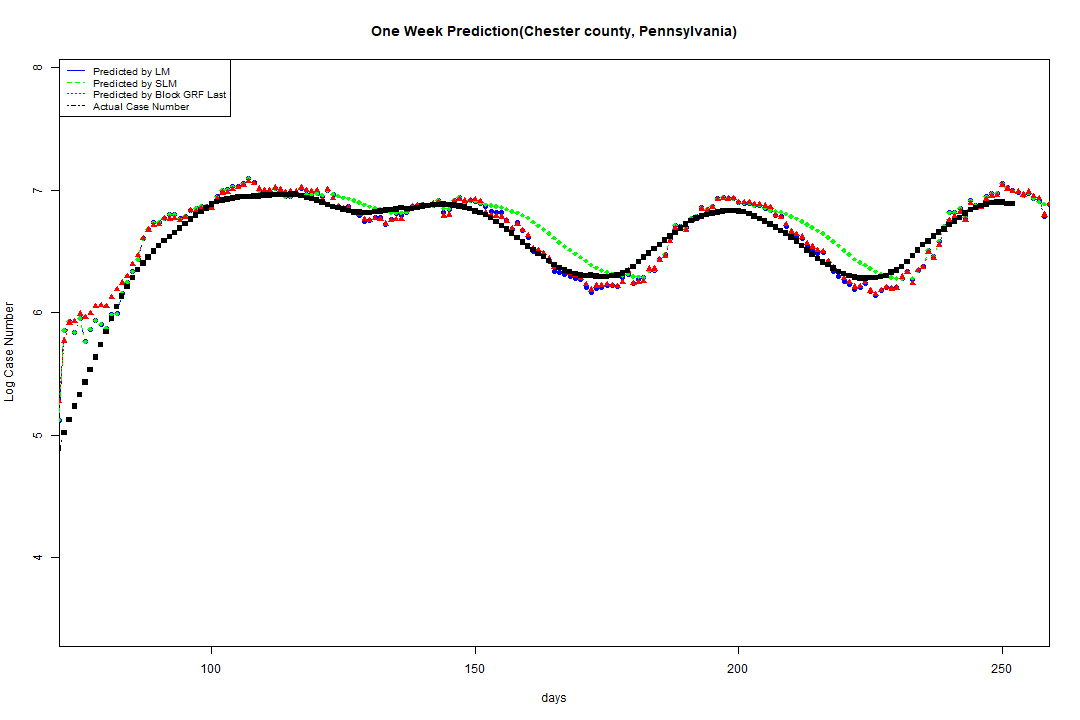 One Week Prediction(Chester county, Pennsylvania)
Predicted by LM
Predicted by SLM
Predicted by Block GRF Last
Actual Case Number
8
7
6
5
4
Log Case Number
100
150
200
250
days